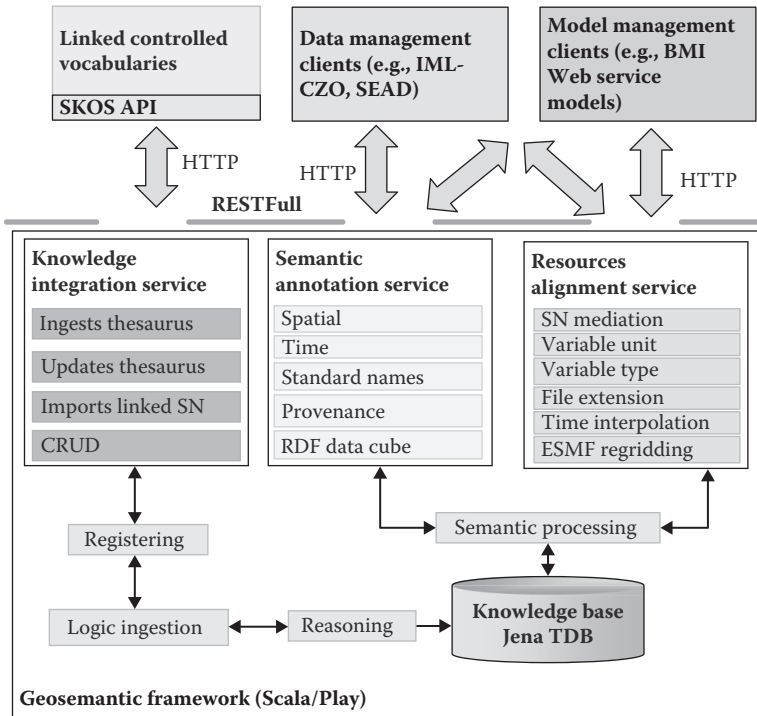 Linked controlled
vocabularies
SKOS API
Data management
clients (e.g., IML-
CZO, SEAD)
Model management
clients (e.g., BMI
Web service
models)
HTTP
HTTP
HTTP
RESTFull
Knowledge
integration service
Ingests thesaurus
Updates thesaurus
Imports linked SN
CRUD
Semantic
annotation service
Spatial
Time
Standard names
Provenance
RDF data cube
Resources
alignment service
SN mediation
Variable unit
Variable type
File extension
Time interpolation
ESMF regridding
Registering
Semantic processing
Logic ingestion
Reasoning
Knowledge base
Jena TDB
Geosemantic framework (Scala/Play)